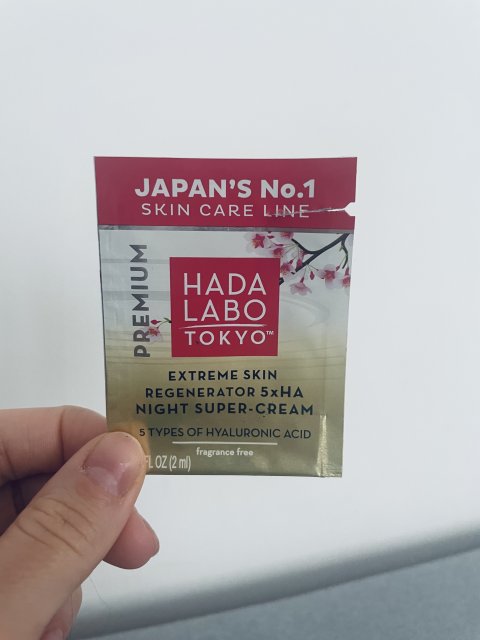 JAPAN'S No.1
SKIN CARE LINE
PREMIUM
HADA
LABO
TOKYO™
EXTREME SKIN
REGENERATOR 5xHA
NIGHT SUPER-CREAM
5 TYPES OF HYALURONIC ACID
fragrance free
FL OZ (2 ml)